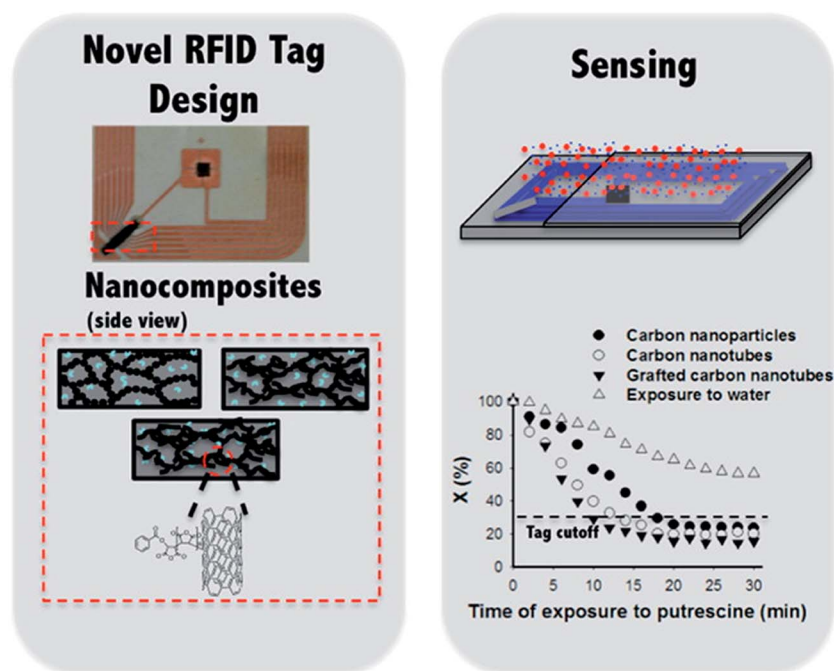 Novel RFID Tag
Design
Nanocomposites
(side view)
Sensing
Carbon nanoparticles
Carbon nanotubes
Grafted carbon nanotubes
Exposure to water
X (%)
100
80
60
40
20
0
Tag cutoff
0 5 10 15 20 25 30
Time of exposure to putrescine (min)